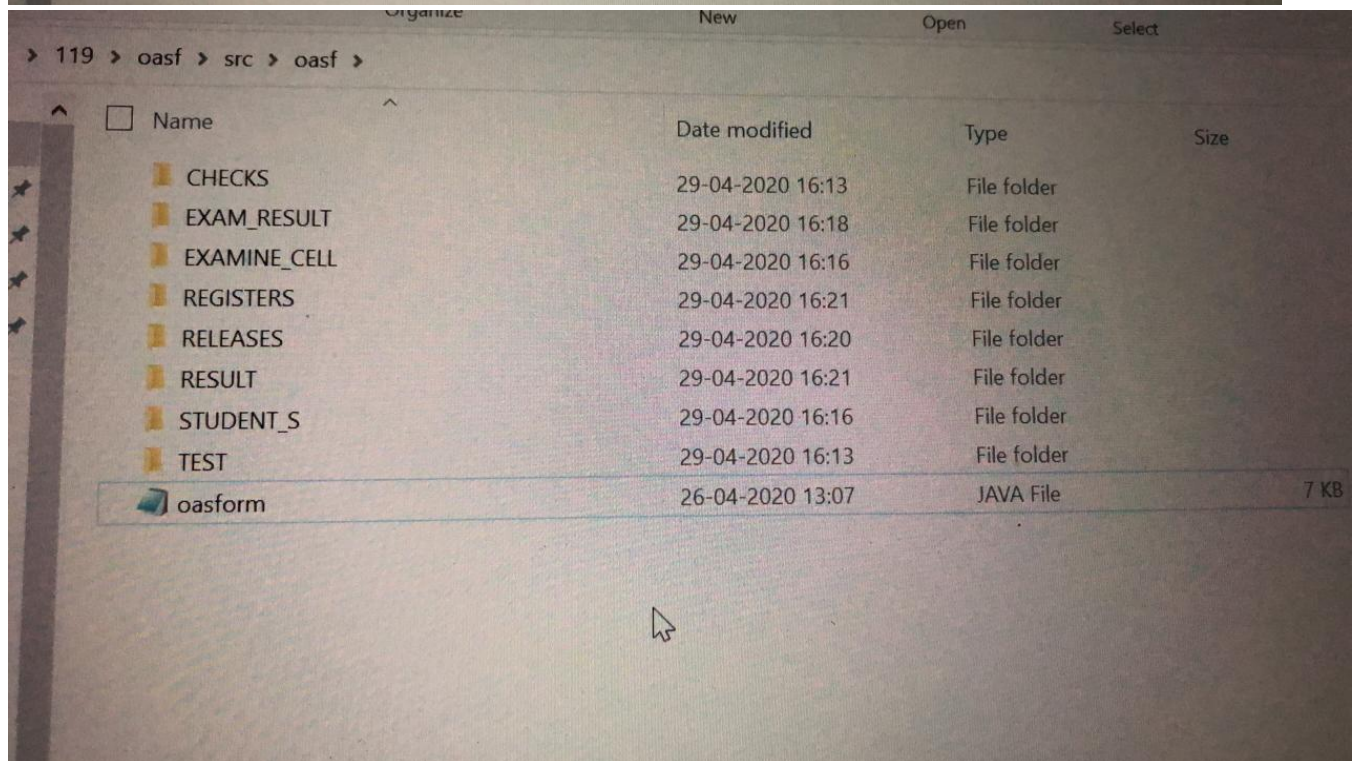 Organize New Open Select
> 119 > oasf > src > oasf >
Name Date modified Type Size
CHECKS 29-04-2020 16:13 File folder
EXAM_RESULT 29-04-2020 16:18 File folder
EXAMINE_CELL 29-04-2020 16:16 File folder
REGISTERS 29-04-2020 16:21 File folder
RELEASES 29-04-2020 16:20 File folder
RESULT 29-04-2020 16:21 File folder
STUDENT_S 29-04-2020 16:16 File folder
TEST 29-04-2020 16:13 File folder
oasform 26-04-2020 13:07 JAVA File 7 KB